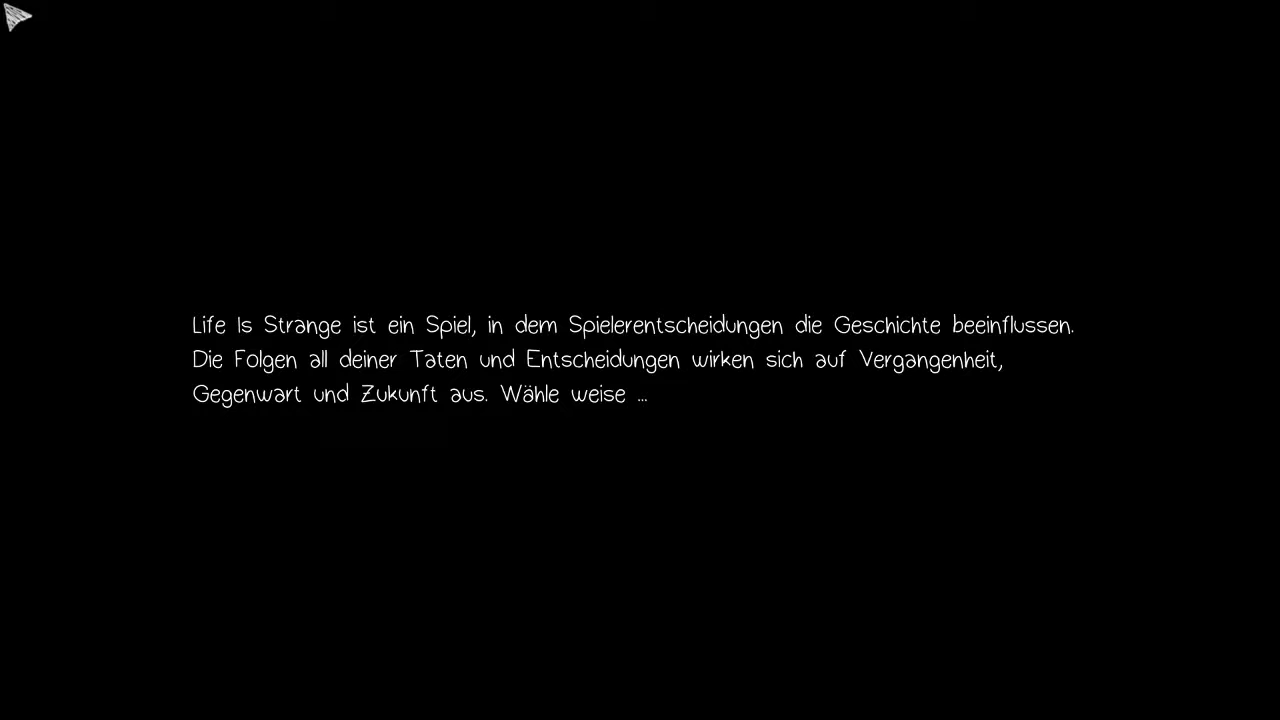 Life Is Strange ist ein Spiel, in dem Spielerentscheidungen die Geschichte beeinflussen.
Die Folgen all deiner Taten und Entscheidungen wirken sich auf Vergangenheit,
Gegenwart und Zukunft aus. Wähle weise ...